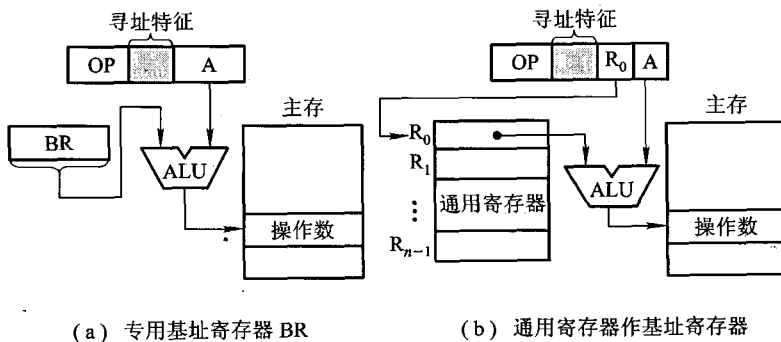 寻址特征
OP A
BR
ALU
主存
操作数
(a) 专用基址寄存器 BR
寻址特征
OP R₀ A
R₀
R₁
通用寄存器
⋯
Rₙ₋₁
ALU
主存
操作数
(b) 通用寄存器作基址寄存器